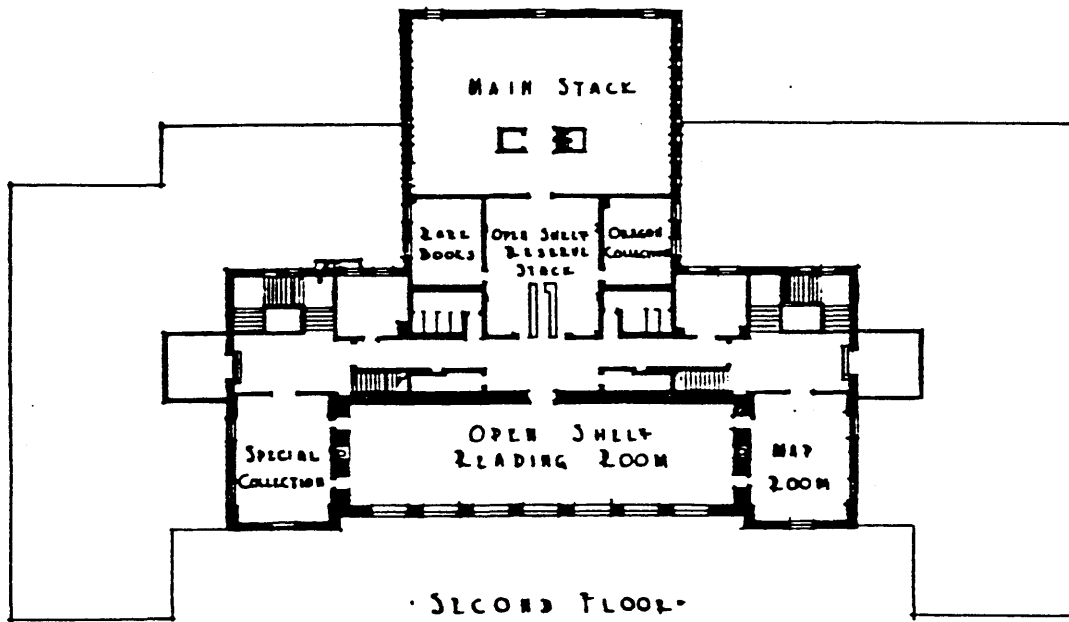 MAIN STACK
RARE
BOOKS
OPEN SHELF
RESERVE
STACK
OREGON
COLLECTION
SPECIAL
COLLECTION
OPEN SHELF
READING ROOM
MAP
ROOM
· SECOND FLOOR ·